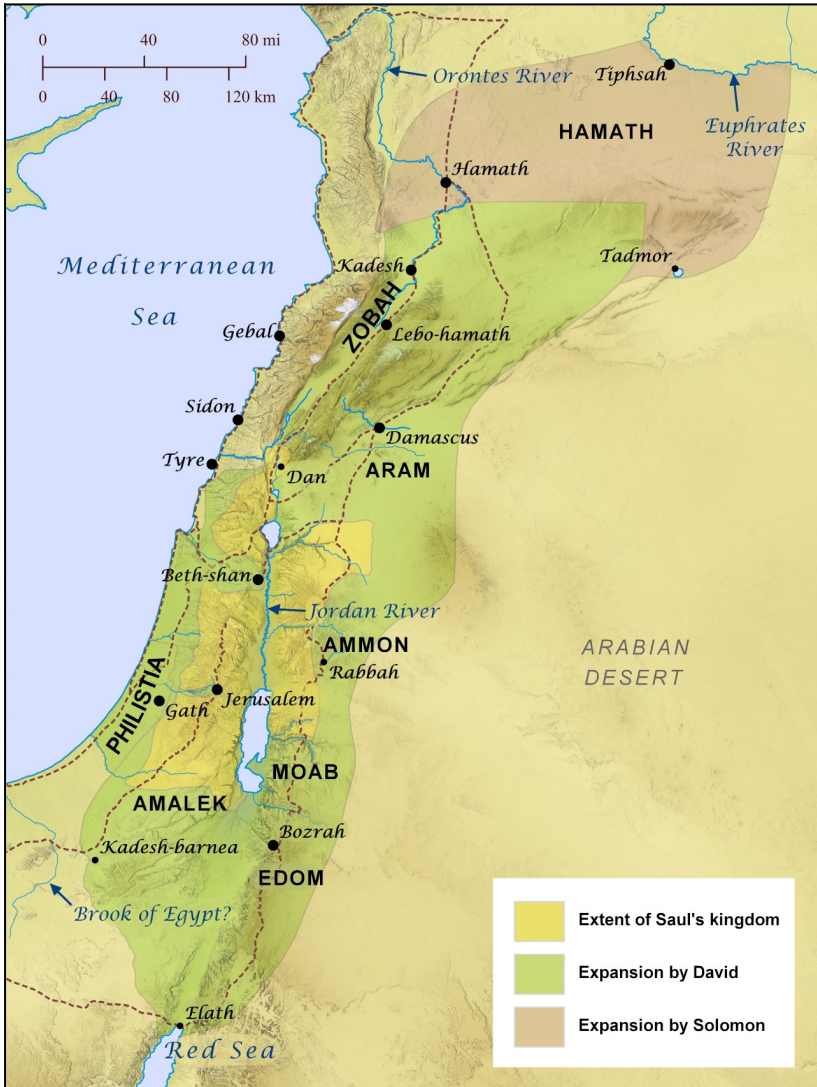 0 40 80 mi
0 40 80 120 km
Orontes River
Tiphsah
HAMATH
Euphrates
River
Hamath
Mediterranean
Sea
Kadesh
Tadmor
ZOBAH
Gebal
Lebo-hamath
Sidon
Damascus
Tyre
Dan
ARAM
Beth-shan
Jordan River
AMMON
Rabbah
ARABIAN
DESERT
PHILISTIA
Jerusalem
Gath
MOAB
AMALEK
Bozrah
Kadesh-barnea
EDOM
Brook of Egypt?
Elath
Red Sea
Extent of Saul's kingdom
Expansion by David
Expansion by Solomon